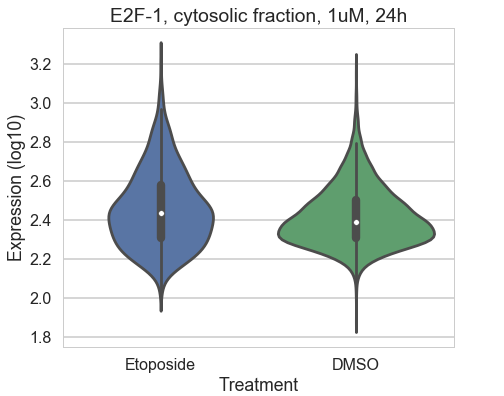 E2F-1, cytosolic fraction, 1uM, 24h
Expression (log10)
3.2
3.0
2.8
2.6
2.4
2.2
2.0
1.8
Etoposide
DMSO
Treatment